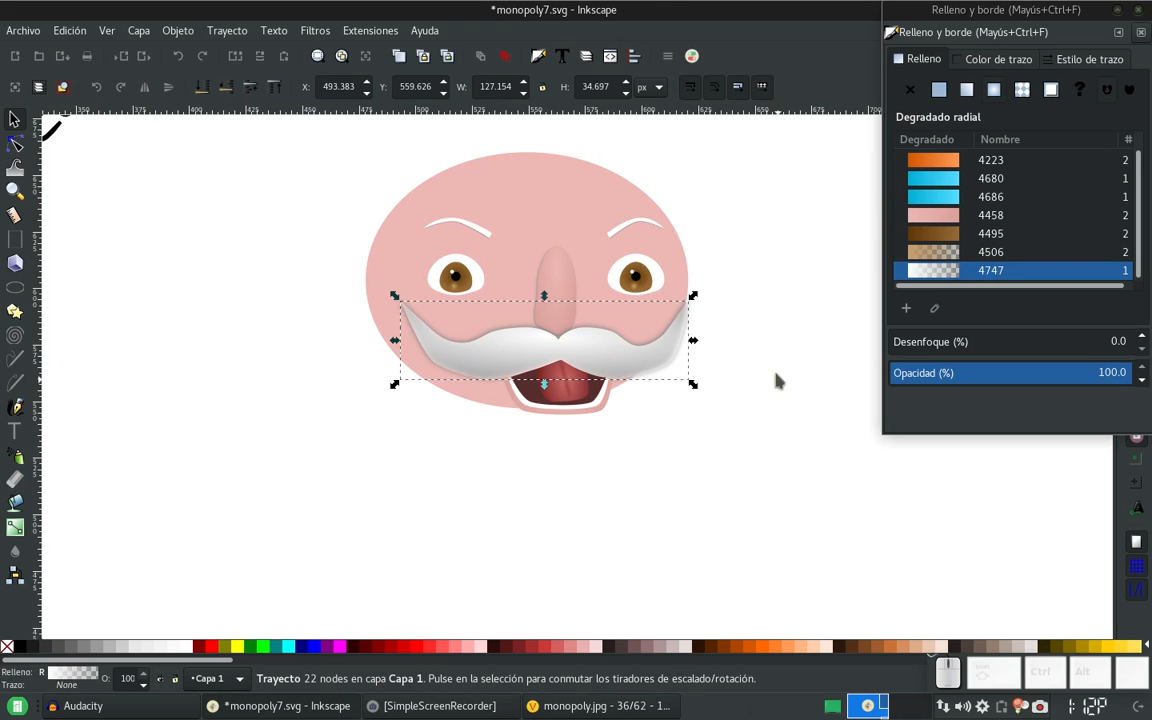 *monopoly7.svg - Inkscape
Relleno y borde (Mayús+Ctrl+F)
Archivo Edición Ver Capa Objeto Trayecto Texto Filtros Extensiones Ayuda
Relleno y borde (Mayús+Ctrl+F)
Relleno Color de trazo Estilo de trazo
X: 493.383 Y: 559.626 W: 127.154 H: 34.697 px
Degradado radial
Degradado Nombre #
4223 2
4680 1
4686 1
4458 2
4495 2
4506 2
4747 1
Desenfoque (%) 0.0
Opacidad (%) 100.0
Relleno: R
Trazo: None
O: 100
•Capa 1
Trayecto 22 nodes en capa Capa 1. Pulse en la selección para conmutar los tiradores de escalado/rotación.
Ctrl Alt
Audacity
*monopoly7.svg - Inkscape
[SimpleScreenRecorder]
monopoly.jpg - 36/62 - 1...